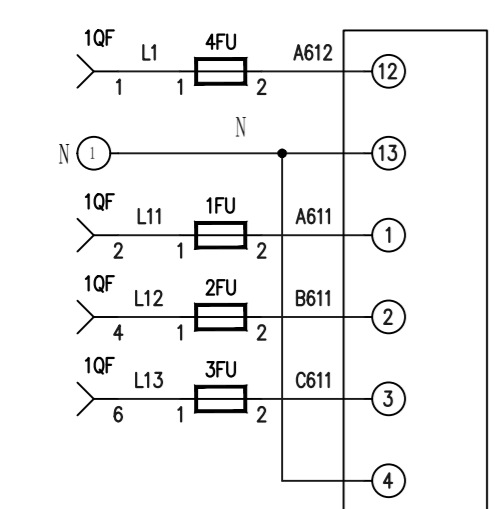 1QF L1 4FU A612
1 1 2 12
N
N 1 13
1QF L11 1FU A611
2 1 2 1
1QF L12 2FU B611
4 1 2 2
1QF L13 3FU C611
6 1 2 3
4